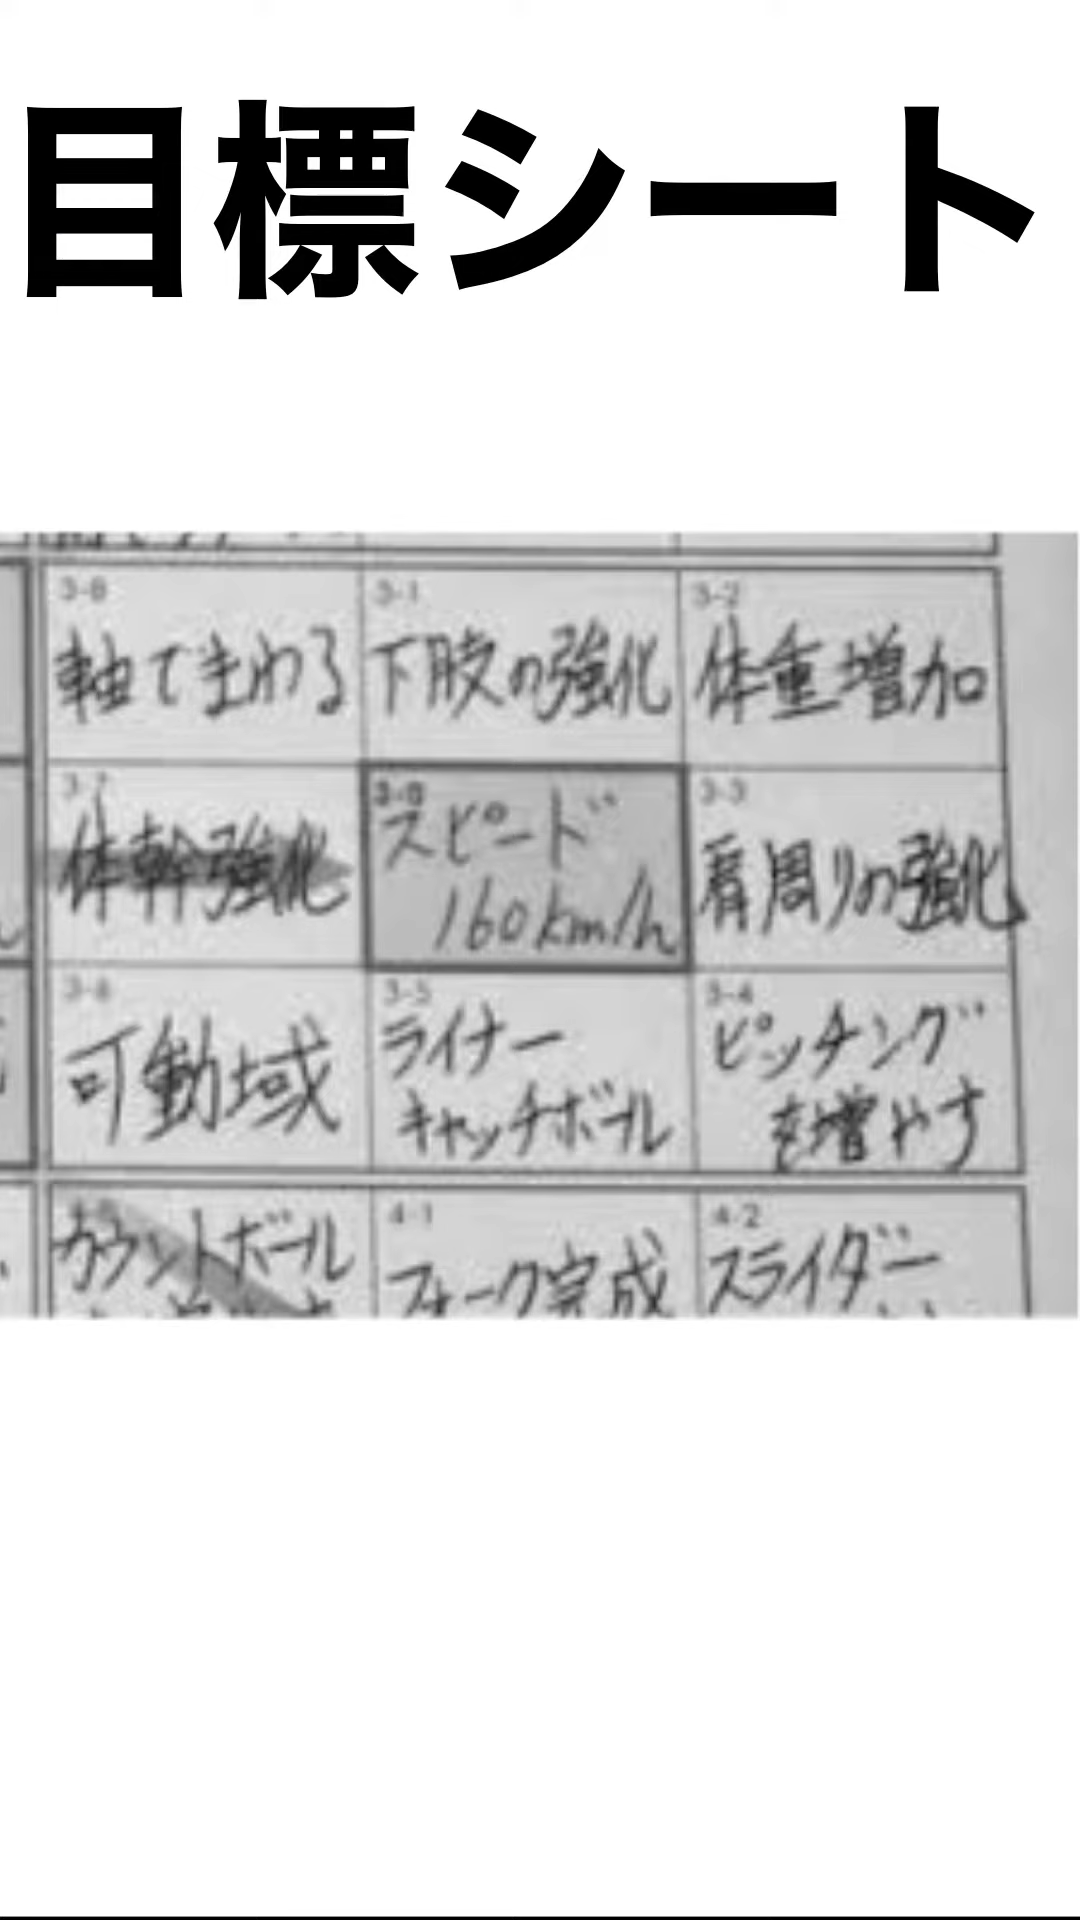 目標シート
3-8
3-1
3-2
軸でまわる
下肢の強化
体重増加
3-7
3-0
3-3
体幹強化
スピード
160km/h
肩周りの強化
3-6
3-5
3-4
可動域
ライナー
キャッチボール
ピッチング
を増やす
カウントボール
4-1
フォーク完成
4-2
スライダー